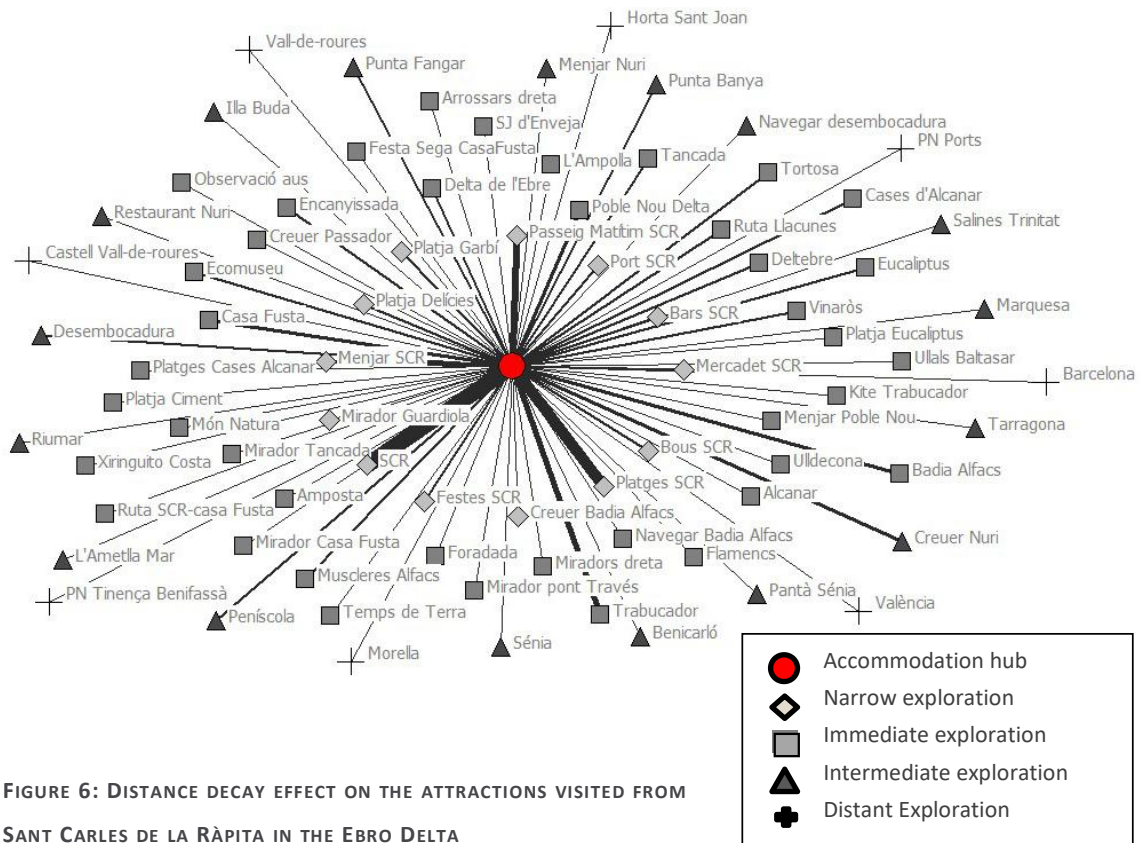 Horta Sant Joan
Vall-de-roures
Punta Fangar
Menjar Nuri
Punta Banya
Arrossars dreta
Illa Buda
SJ d'Enveja
Navegar desembocadura
PN Ports
Festa Sega CasaFusta
L'Ampolla
Tancada
Tortosa
Observació aus
Delta de l'Ebre
Cases d'Alcanar
Encanyissada
Poble Nou Delta
Restaurant Nuri
Salines Trinitat
Creuer Passador
Platja Garbí
Passeig Matítim SCR
Ruta Llacunes
Castell Vall-de-roures
Ecomuseu
Port SCR
Deltebre
Eucaliptus
Platja Delícies
Casa Fusta
Bars SCR
Vinaròs
Marquesa
Desembocadura
Platja Eucaliptus
Menjar SCR
Platges Cases Alcanar
Mercadet SCR
Ullals Baltasar
Barcelona
Platja Ciment
Kite Trabucador
Món Natura
Mirador Guardiola
Menjar Poble Nou
Tarragona
Riumar
Mirador Tancada
Bous SCR
Xiringuito Costa
SCR
Ulldecona
Badia Alfacs
Platges SCR
Amposta
Festes SCR
Alcanar
Ruta SCR-casa Fusta
Creuer Badia Alfacs
Mirador Casa Fusta
Navegar Badia Alfacs
Creuer Nuri
L'Ametlla Mar
Foradada
Miradors dreta
Flamencs
Muscleres Alfacs
Mirador pont Través
Pantà Sénia
PN Tinença Benifassà
València
Peníscola
Temps de Terra
Trabucador
Benicarló
Sénia
Morella
Accommodation hub
Narrow exploration
Immediate exploration
Intermediate exploration
Distant Exploration
FIGURE 6: DISTANCE DECAY EFFECT ON THE ATTRACTIONS VISITED FROM
SANT CARLES DE LA RÀPITA IN THE EBRO DELTA